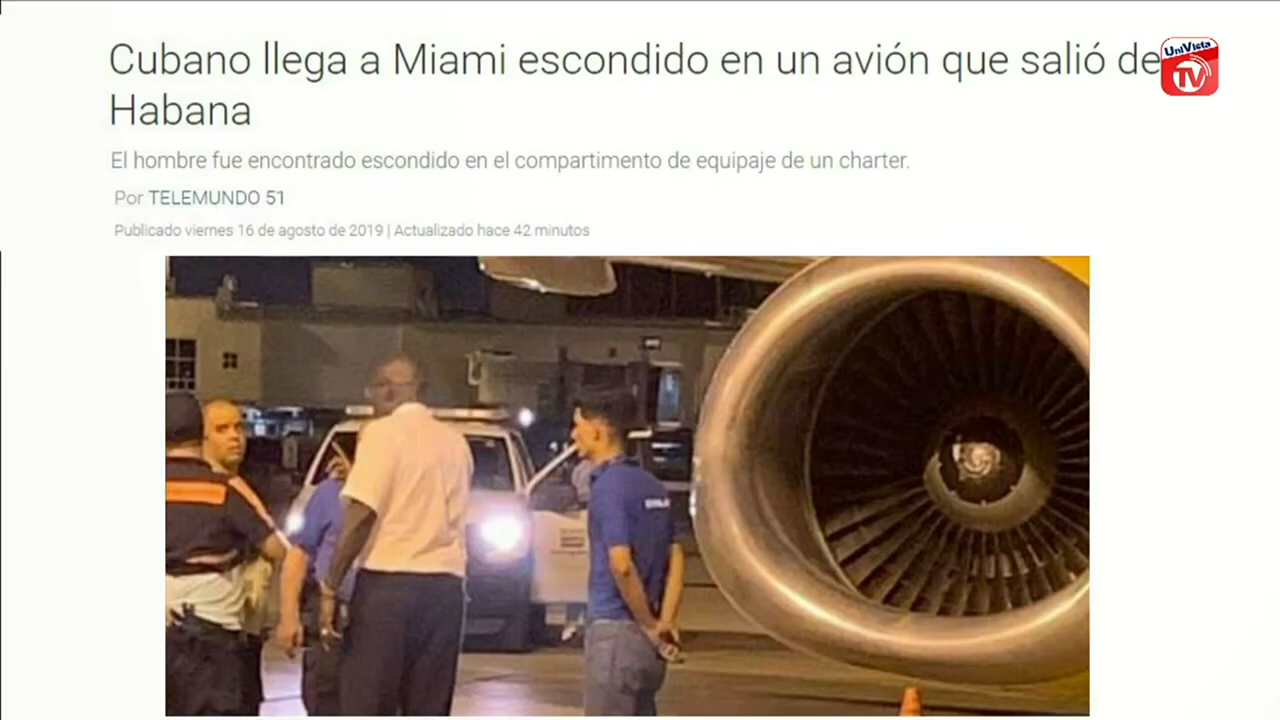 Cubano llega a Miami escondido en un avión que salió de
UniVista
TV
Habana
El hombre fue encontrado escondido en el compartimento de equipaje de un charter.
Por TELEMUNDO 51
Publicado viernes 16 de agosto de 2019 | Actualizado hace 42 minutos